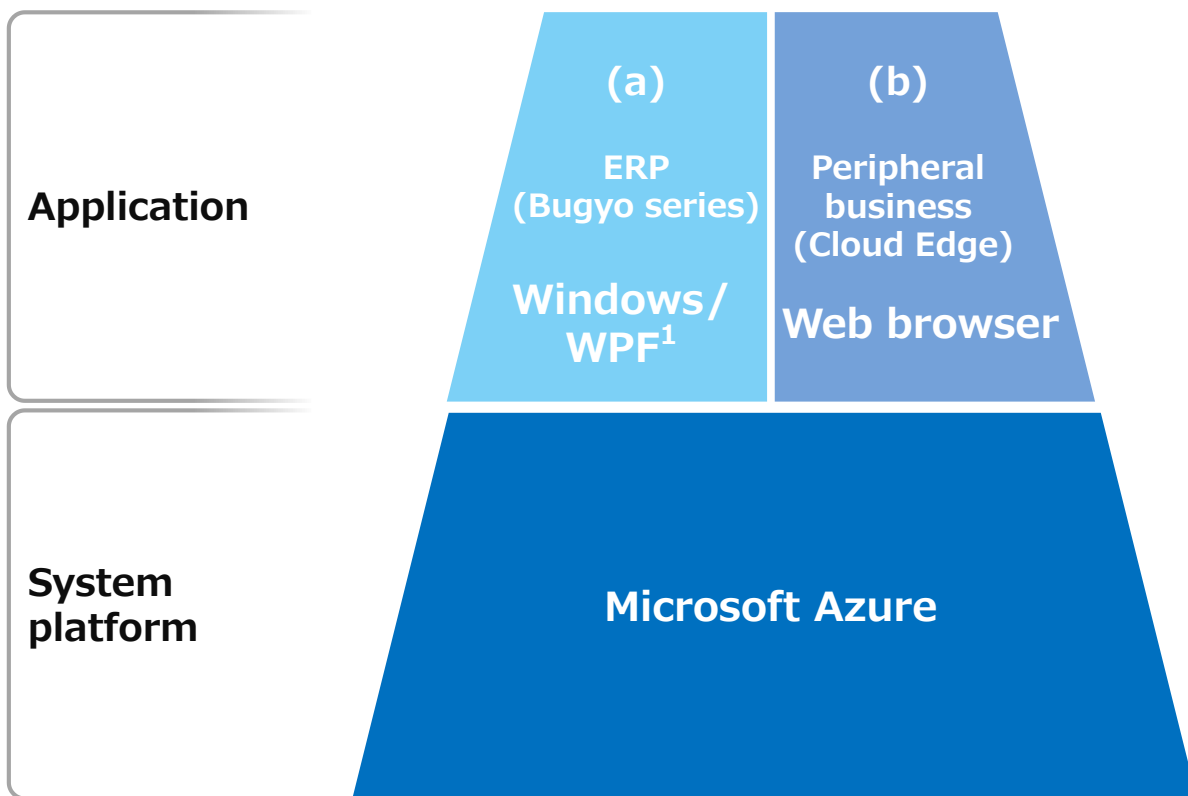 Application
(a)
ERP
(Bugyo series)
Windows/
WPF¹
(b)
Peripheral
business
(Cloud Edge)
Web browser
System
platform
Microsoft Azure